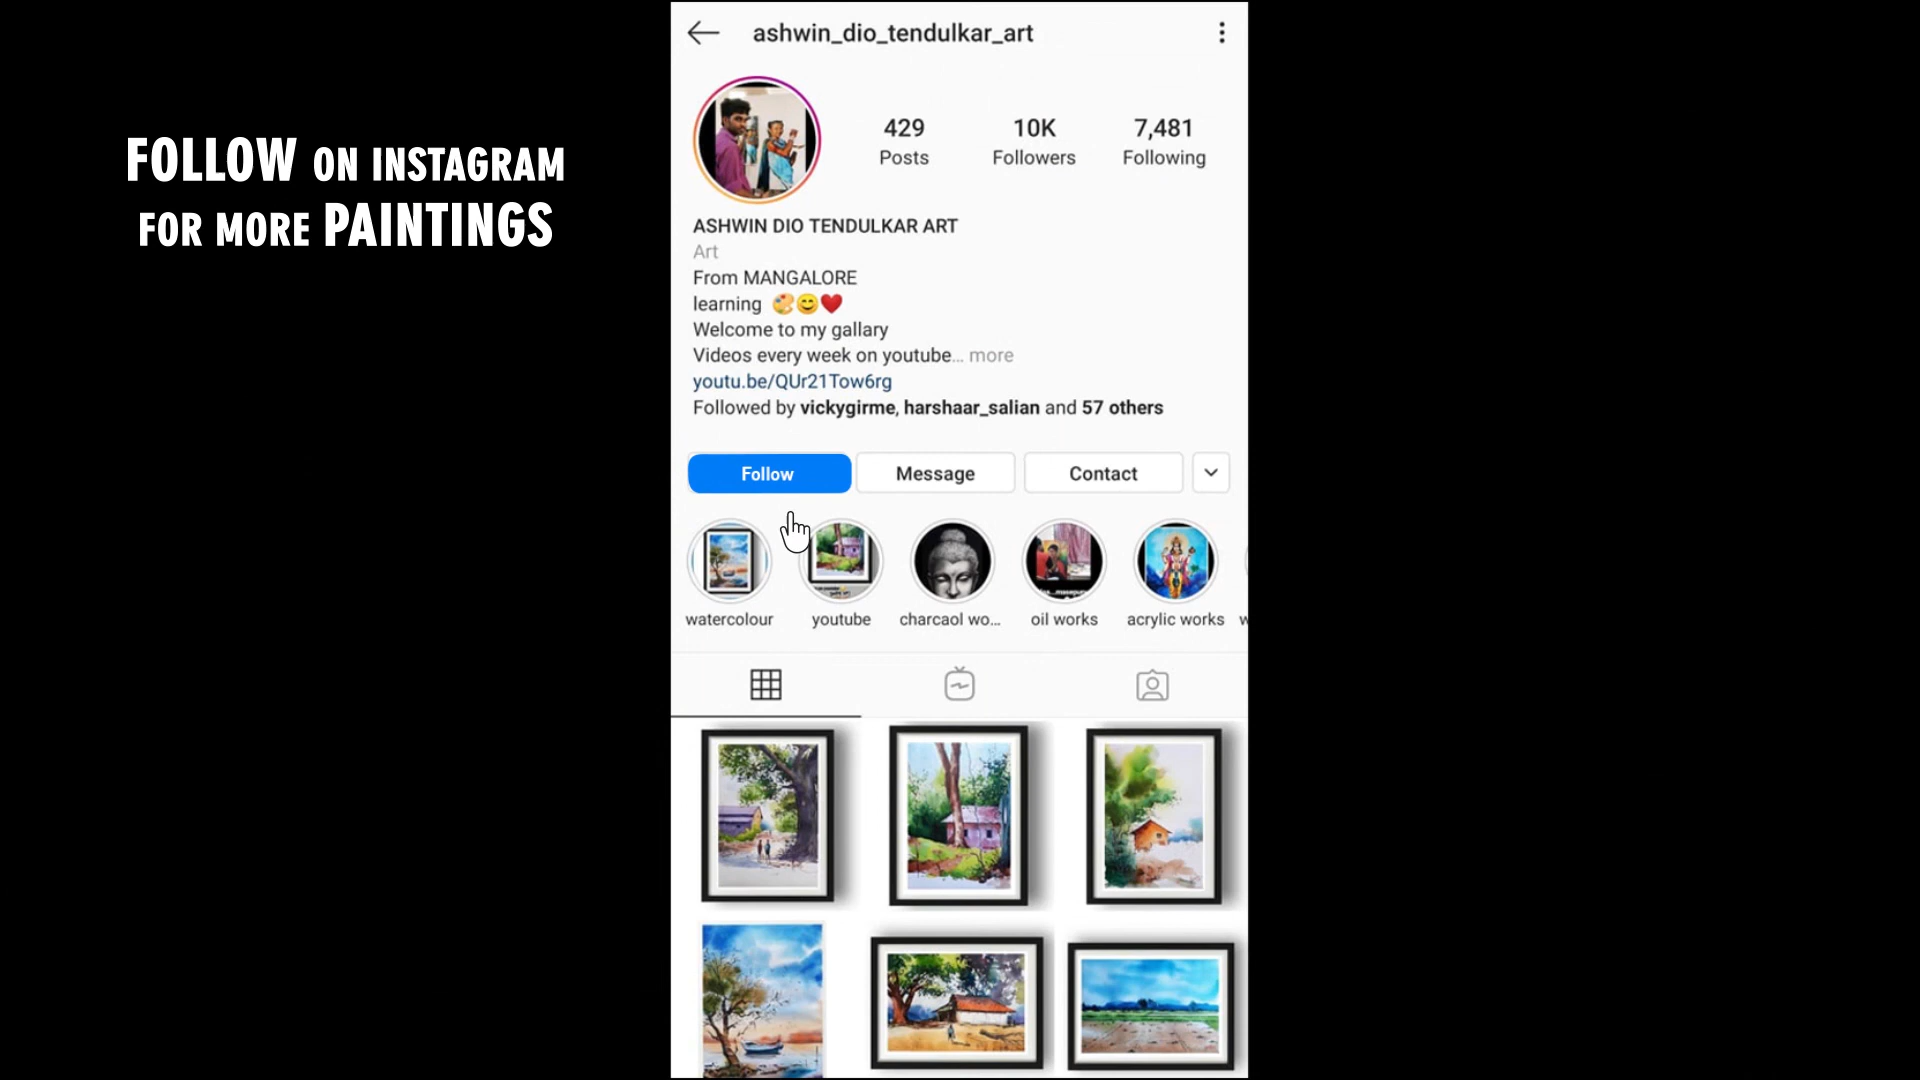 FOLLOW ON INSTAGRAM
FOR MORE PAINTINGS
ashwin_dio_tendulkar_art
429
Posts
10K
Followers
7,481
Following
ASHWIN DIO TENDULKAR ART
Art
From MANGALORE
learning 🎨😊❤️
Welcome to my gallary
Videos every week on youtube... more
youtu.be/QUr21Tow6rg
Followed by vickygirme, harshaar_salian and 57 others
Follow
Message
Contact
watercolour
youtube
charcaol wo...
oil works
acrylic works
w